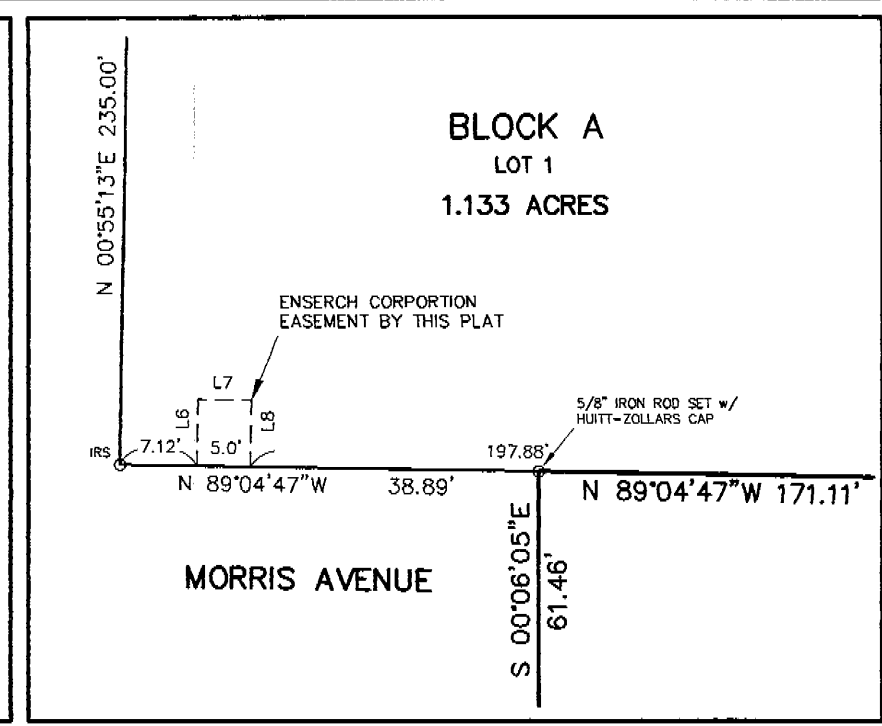 N 00°55'13"E 235.00'
BLOCK A
LOT 1
1.133 ACRES
ENSERCH CORPORTION
EASEMENT BY THIS PLAT
L7
L6
L8
5/8" IRON ROD SET w/
HUITT-ZOLLARS CAP
IRS
7.12'
5.0'
197.88'
N 89°04'47"W 38.89'
N 89°04'47"W 171.11'
MORRIS AVENUE
S 00°06'05"E
61.46'